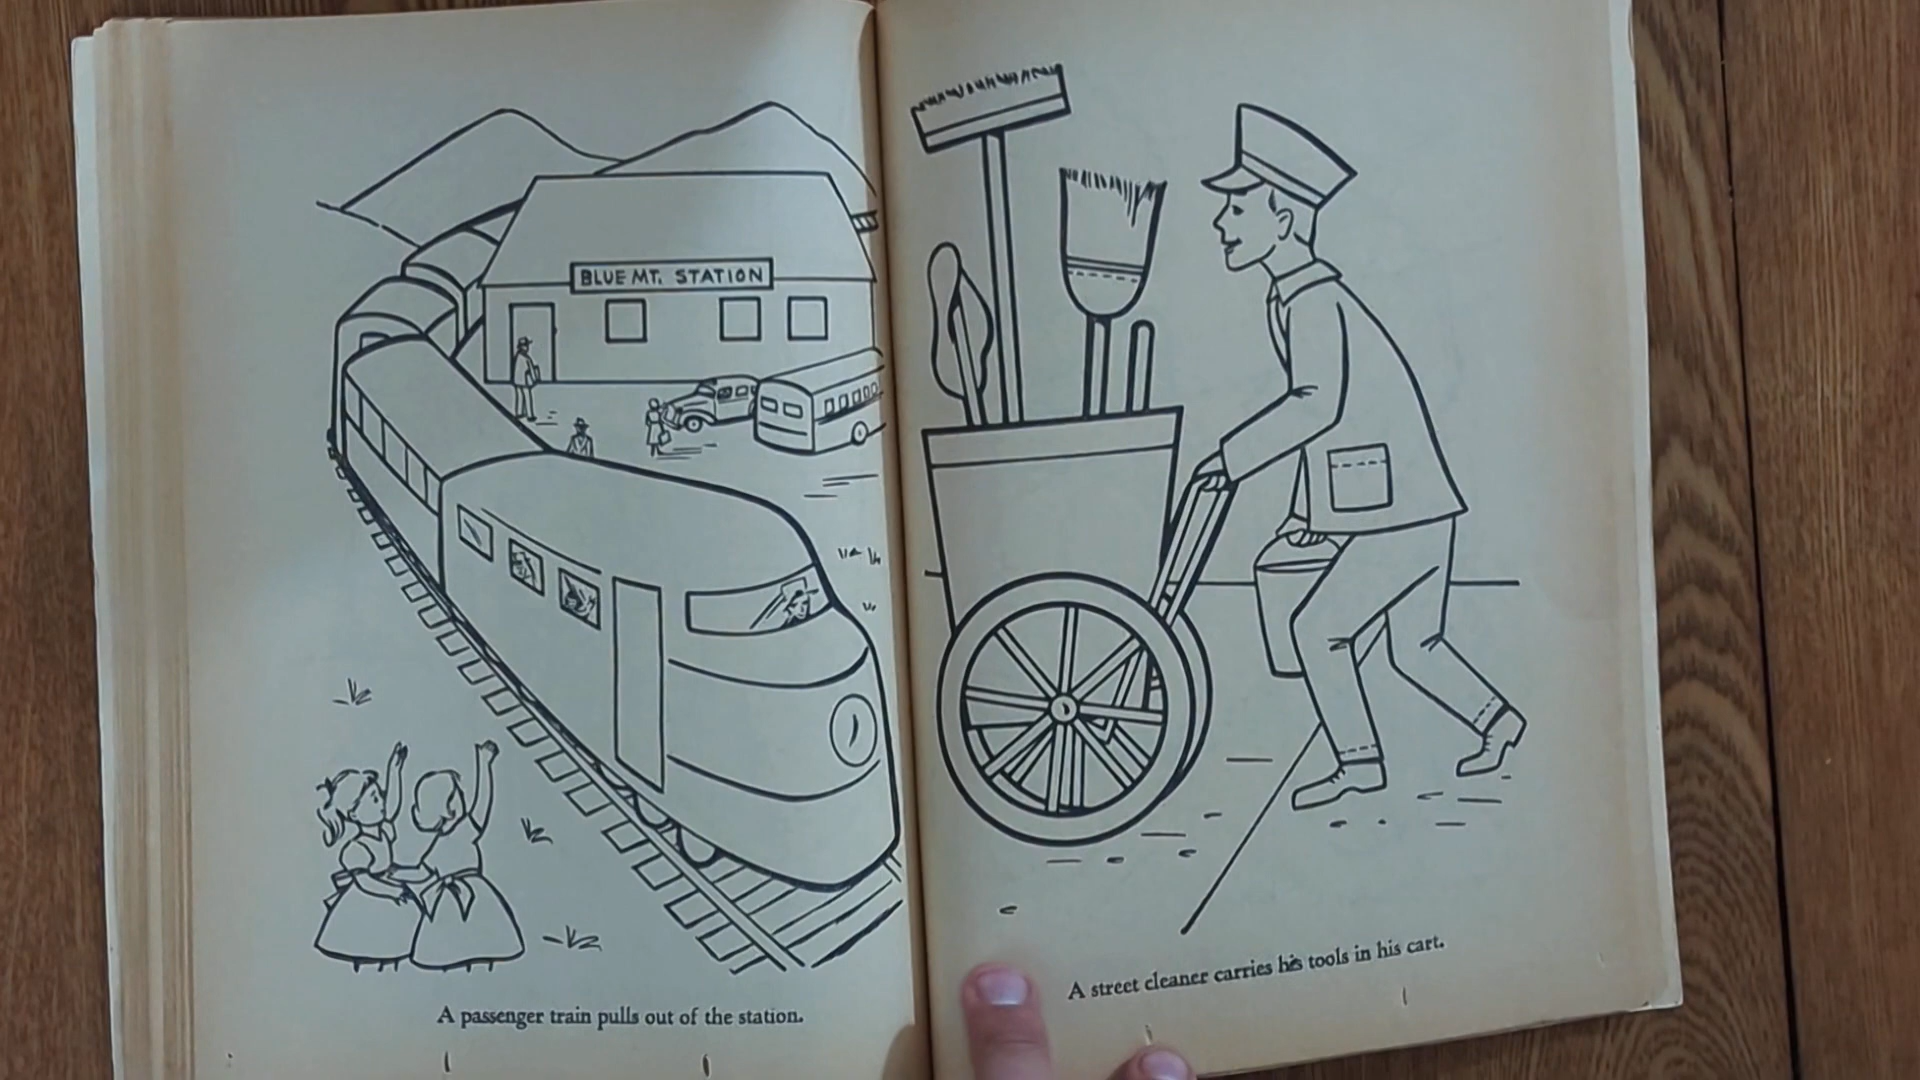 BLUE MT. STATION
A passenger train pulls out of the station.
A street cleaner carries his tools in his cart.